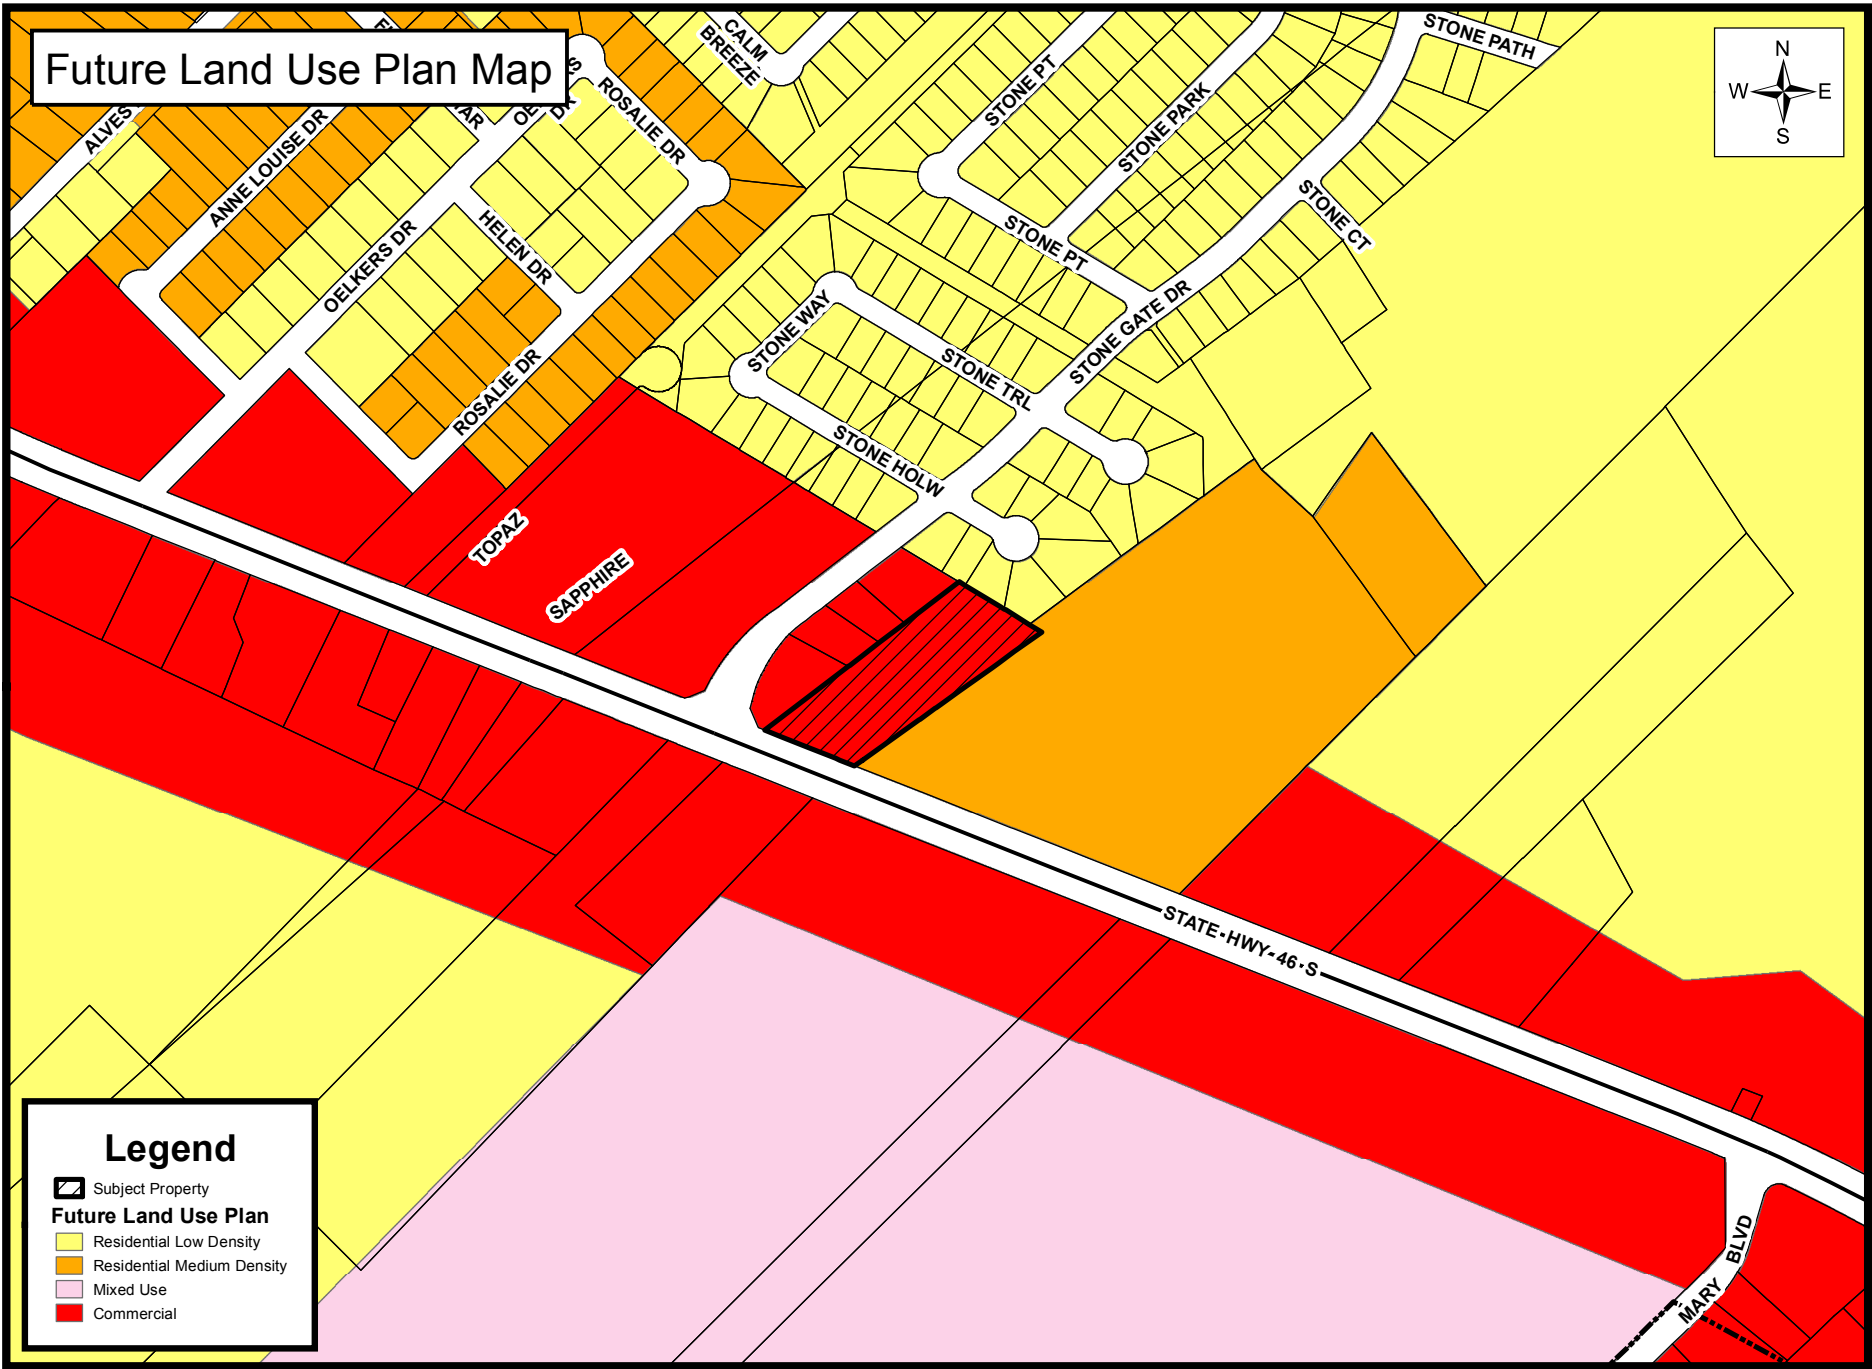 Future Land Use Plan Map
N
W E
S
CALM
BREEZE
STONE PATH
STONE PT
STONE PARK
ROSALIE DR
ALVES
ANNE LOUISE DR
HELEN DR
OELKERS DR
STONE CT
STONE PT
STONE GATE DR
STONE WAY
STONE TRL
ROSALIE DR
STONE HOLW
TOPAZ
SAPPHIRE
STATE HWY 46 S
MARY BLVD
Legend
Subject Property
Future Land Use Plan
Residential Low Density
Residential Medium Density
Mixed Use
Commercial